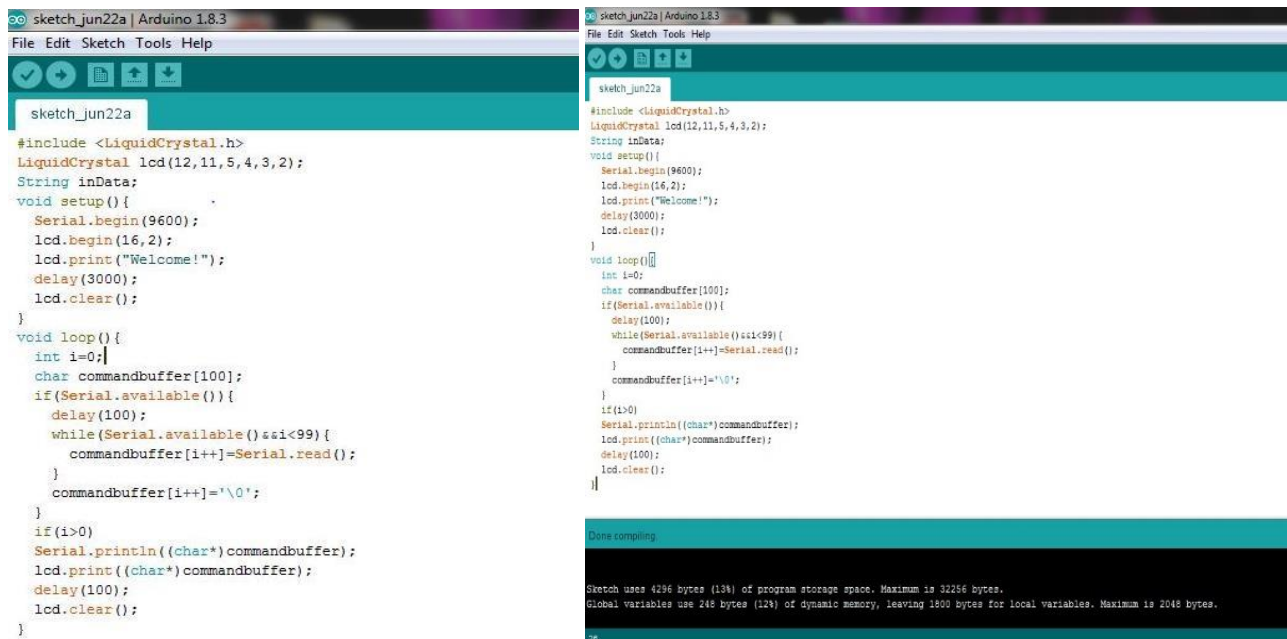 sketch_jun22a | Arduino 1.8.3
File Edit Sketch Tools Help
sketch_jun22a
#include <LiquidCrystal.h>
LiquidCrystal lcd(12,11,5,4,3,2);
String inData;
void setup(){
  Serial.begin(9600);
  lcd.begin(16,2);
  lcd.print("Welcome!");
  delay(3000);
  lcd.clear();
}
void loop(){
  int i=0;
  char commandbuffer[100];
  if(Serial.available()){
    delay(100);
    while(Serial.available()&&i<99){
      commandbuffer[i++]=Serial.read();
    }
    commandbuffer[i++]='\0';
  }
  if(i>0)
  Serial.println((char*)commandbuffer);
  lcd.print((char*)commandbuffer);
  delay(100);
  lcd.clear();
}
sketch_jun22a | Arduino 1.8.3
File Edit Sketch Tools Help
sketch_jun22a
#include <LiquidCrystal.h>
LiquidCrystal lcd(12,11,5,4,3,2);
String inData;
void setup(){
  Serial.begin(9600);
  lcd.begin(16,2);
  lcd.print("Welcome!");
  delay(3000);
  lcd.clear();
}
void loop(){
  int i=0;
  char commandbuffer[100];
  if(Serial.available()){
    delay(100);
    while(Serial.available()&&i<99){
      commandbuffer[i++]=Serial.read();
    }
    commandbuffer[i++]='\0';
  }
  if(i>0)
  Serial.println((char*)commandbuffer);
  lcd.print((char*)commandbuffer);
  delay(100);
  lcd.clear();
}
Done compiling.
Sketch uses 4296 bytes (13%) of program storage space. Maximum is 32256 bytes.
Global variables use 248 bytes (12%) of dynamic memory, leaving 1800 bytes for local variables. Maximum is 2048 bytes.